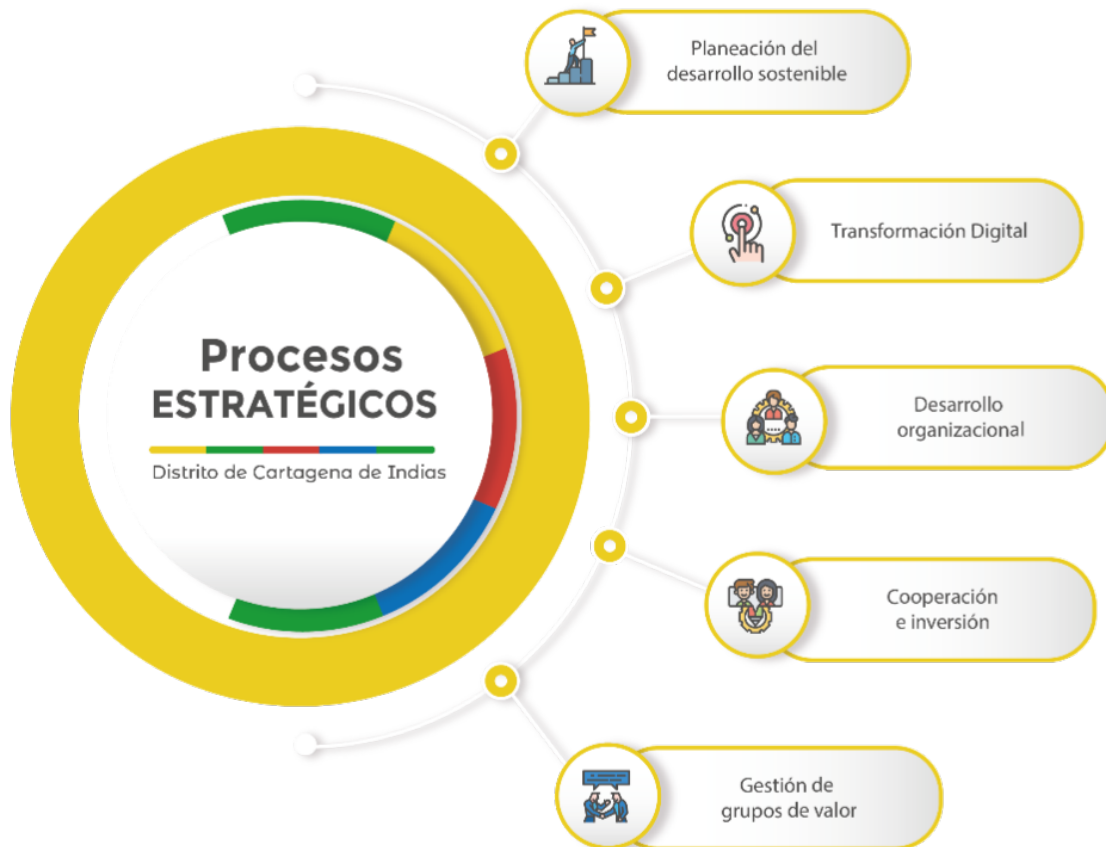 Procesos
ESTRATÉGICOS
Distrito de Cartagena de Indias
Planeación del
desarrollo sostenible
Transformación Digital
Desarrollo
organizacional
Cooperación
e inversión
Gestión de
grupos de valor